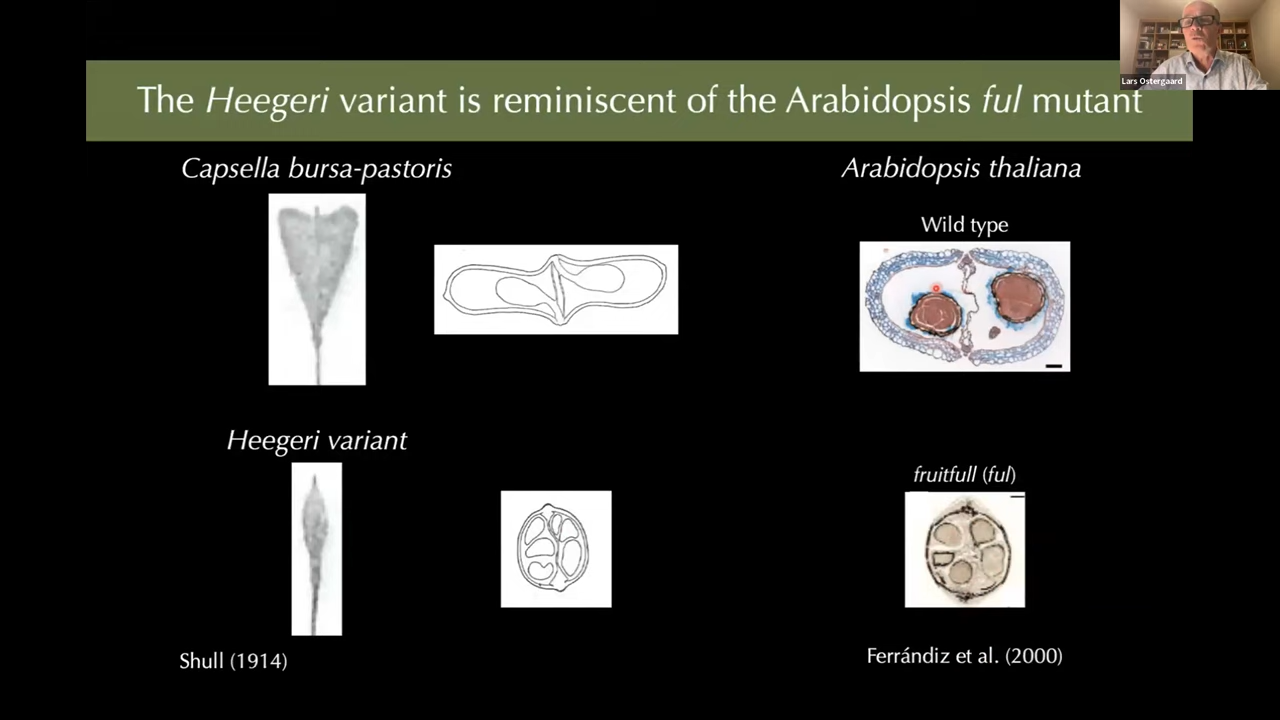 Lars Ostergaard
The Heegeri variant is reminiscent of the Arabidopsis ful mutant
Capsella bursa-pastoris
Arabidopsis thaliana
Wild type
Heegeri variant
fruitfull (ful)
Shull (1914)
Ferrándiz et al. (2000)